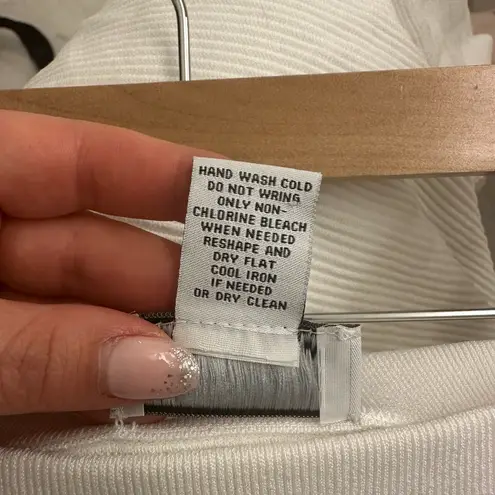 HAND WASH COLD
DO NOT WRING
ONLY NON-
CHLORINE BLEACH
WHEN NEEDED
RESHAPE AND
DRY FLAT
COOL IRON
IF NEEDED
OR DRY CLEAN